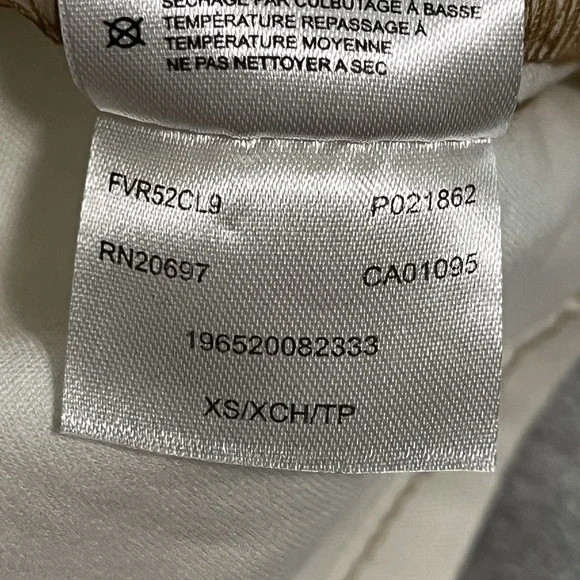 SÉCHAGE PAR CULBUTAGE À BASSE
TEMPÉRATURE REPASSAGE À
TEMPÉRATURE MOYENNE
NE PAS NETTOYER A SEC
FVR52CL9 P021862
RN20697 CA01095
196520082333
XS/XCH/TP